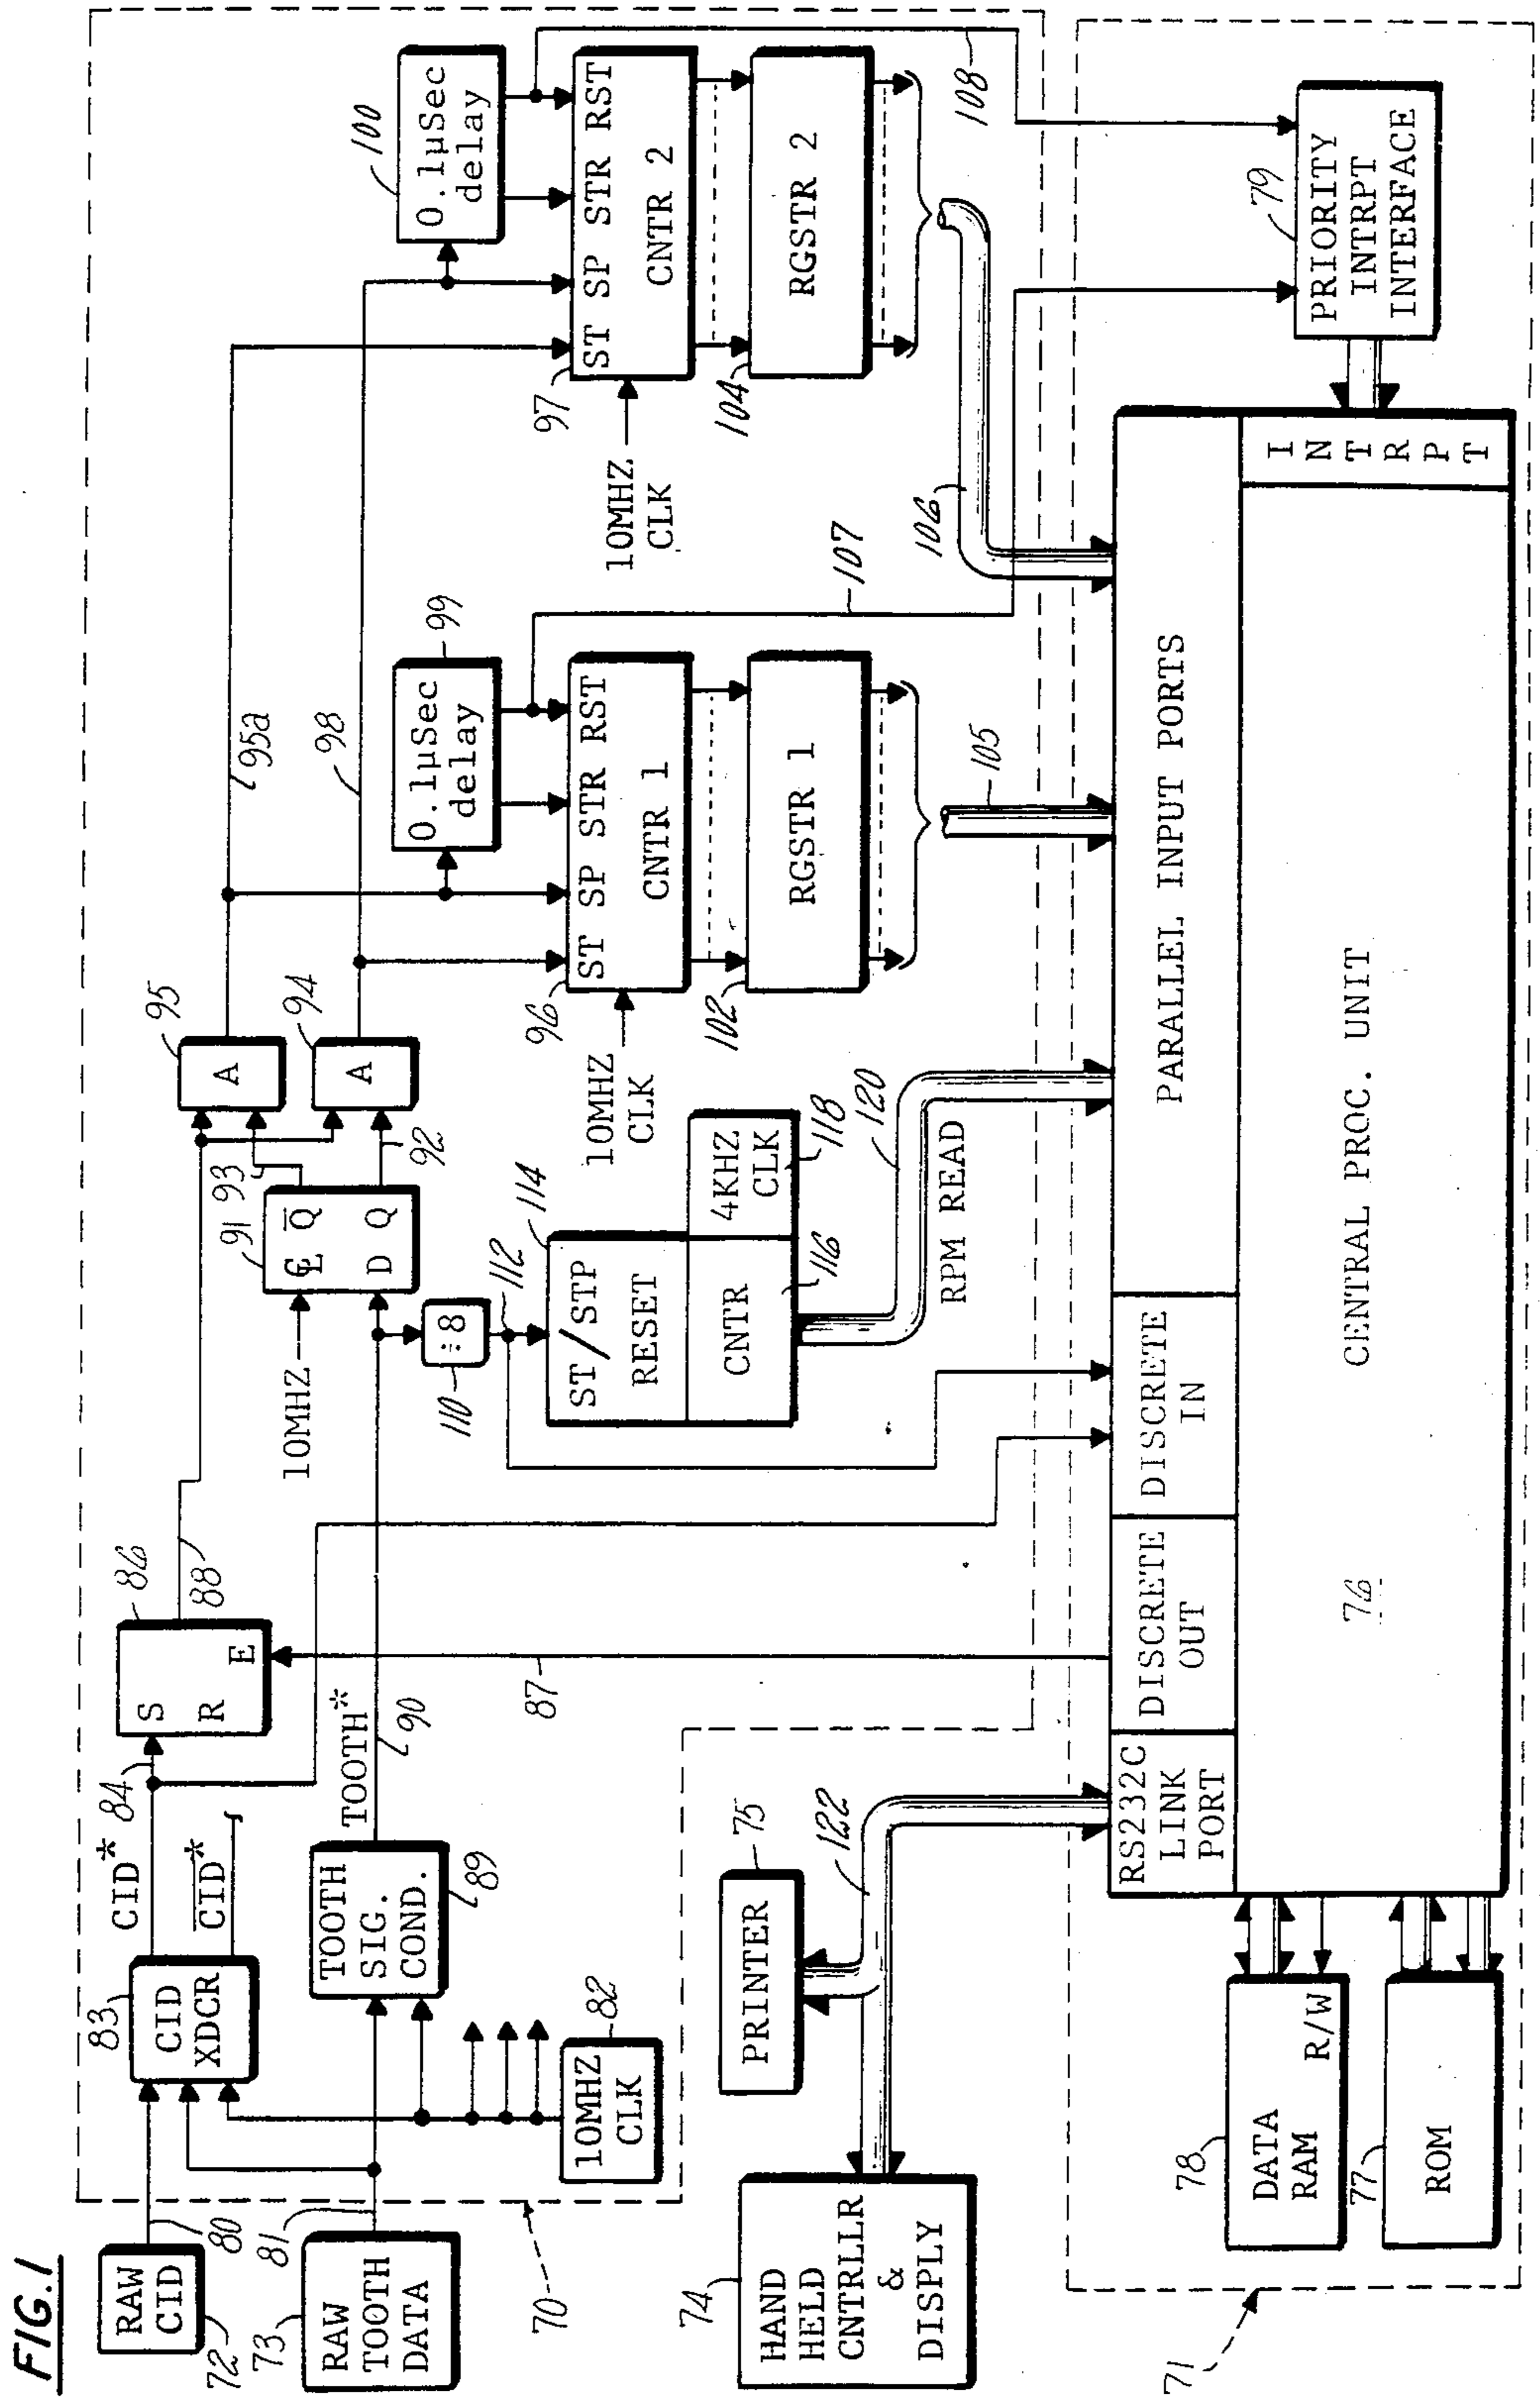 FIG.1
RAW
CID
72
80
83
CID
XDCR
CID*
CID*
84
86
S
R
E
88
95
A
95a
94
A
98
73
RAW
TOOTH
DATA
81
TOOTH
SIG.
COND.
89
TOOTH*
90
10MHZ
91
C̅L Q̅
D Q
93
92
10MHZ
CLK
82
÷8
110
112
114
ST/STP
RESET
CNTR
116
4KHZ
CLK
118
120
RPM READ
99
0.1µSec
delay
96
ST SP STR RST
CNTR 1
10MHZ
CLK
102
RGSTR 1
105
107
100
0.1µSec
delay
97
ST SP STR RST
CNTR 2
10MHZ
CLK
104
RGSTR 2
106
108
70
87
74
HAND
HELD
CNTRLLR
&
DISPLY
PRINTER
75
122
71
78
DATA
RAM
R/W
77
ROM
RS232C
LINK
PORT
DISCRETE
OUT
DISCRETE
IN
PARALLEL INPUT PORTS
CENTRAL PROC. UNIT
76
INTRPT
79
PRIORITY
INTRPT
INTERFACE